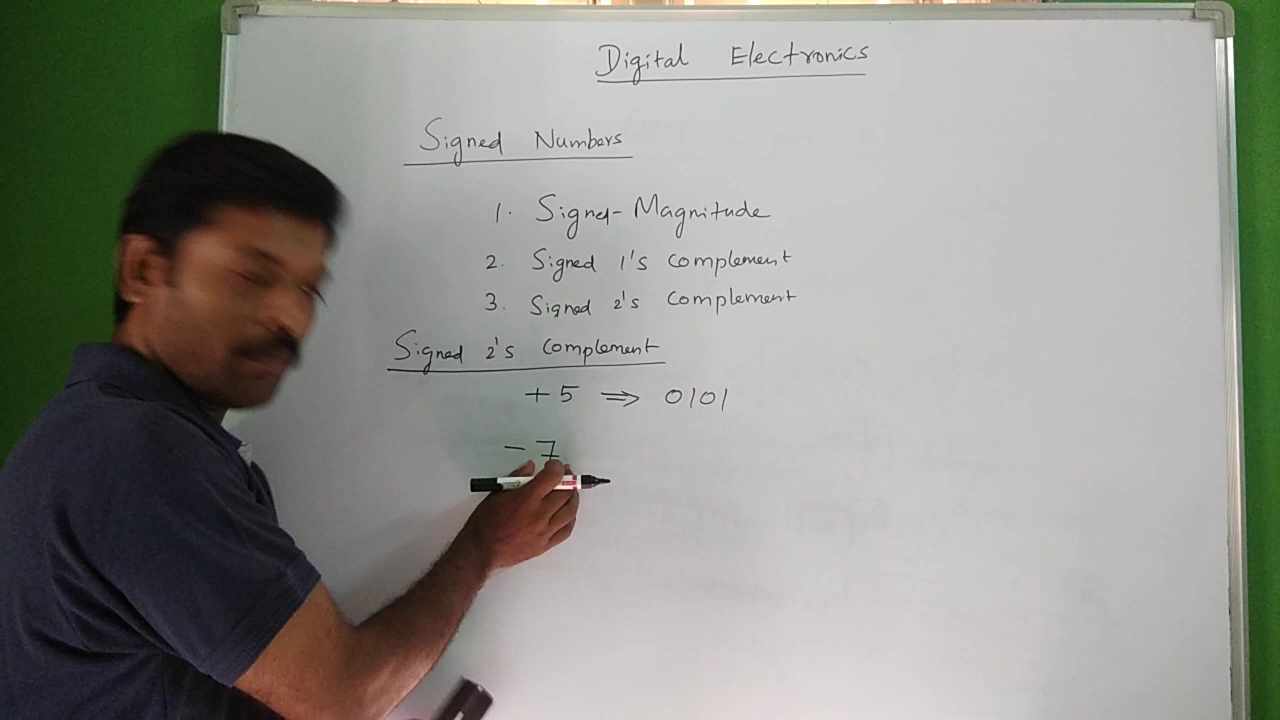 Digital Electronics
Signed Numbers
1. Signed-Magnitude
2. Signed 1's complement
3. Signed 2's complement
Signed 2's complement
+5 ⇒ 0101
-7